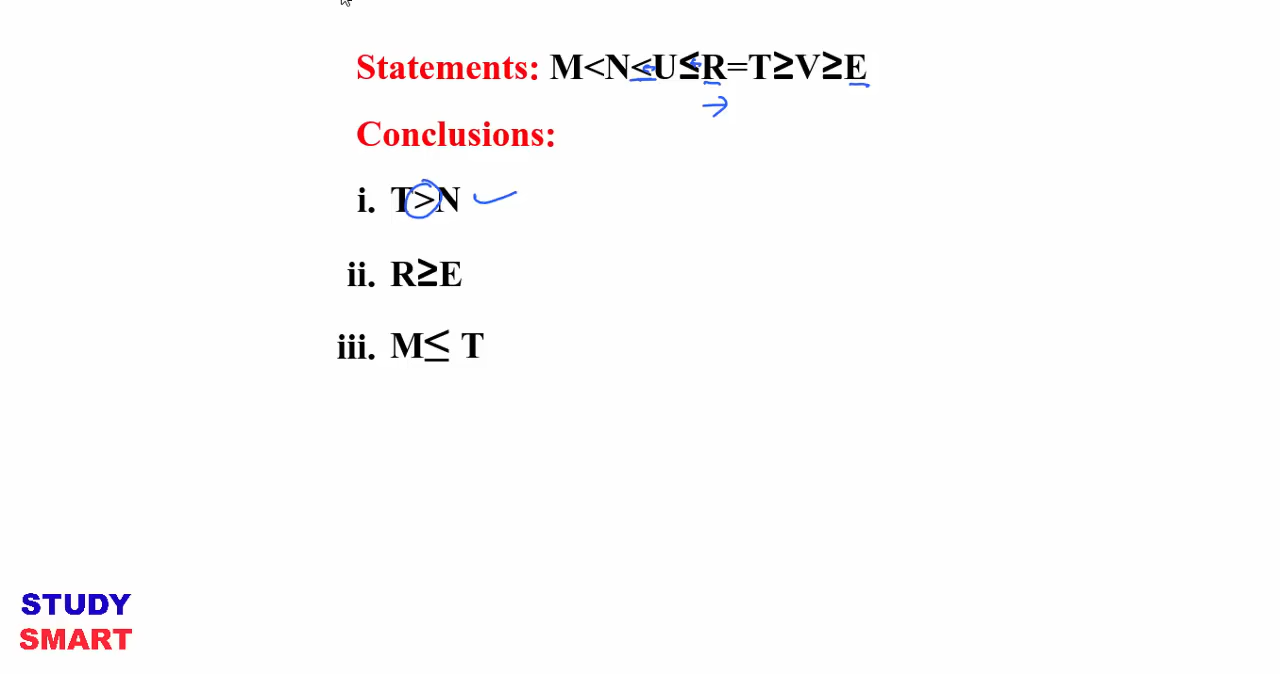 Statements: M<N<U≤R=T≥V≥E
Conclusions:
i. T>N
ii. R≥E
iii. M≤ T
STUDY
SMART